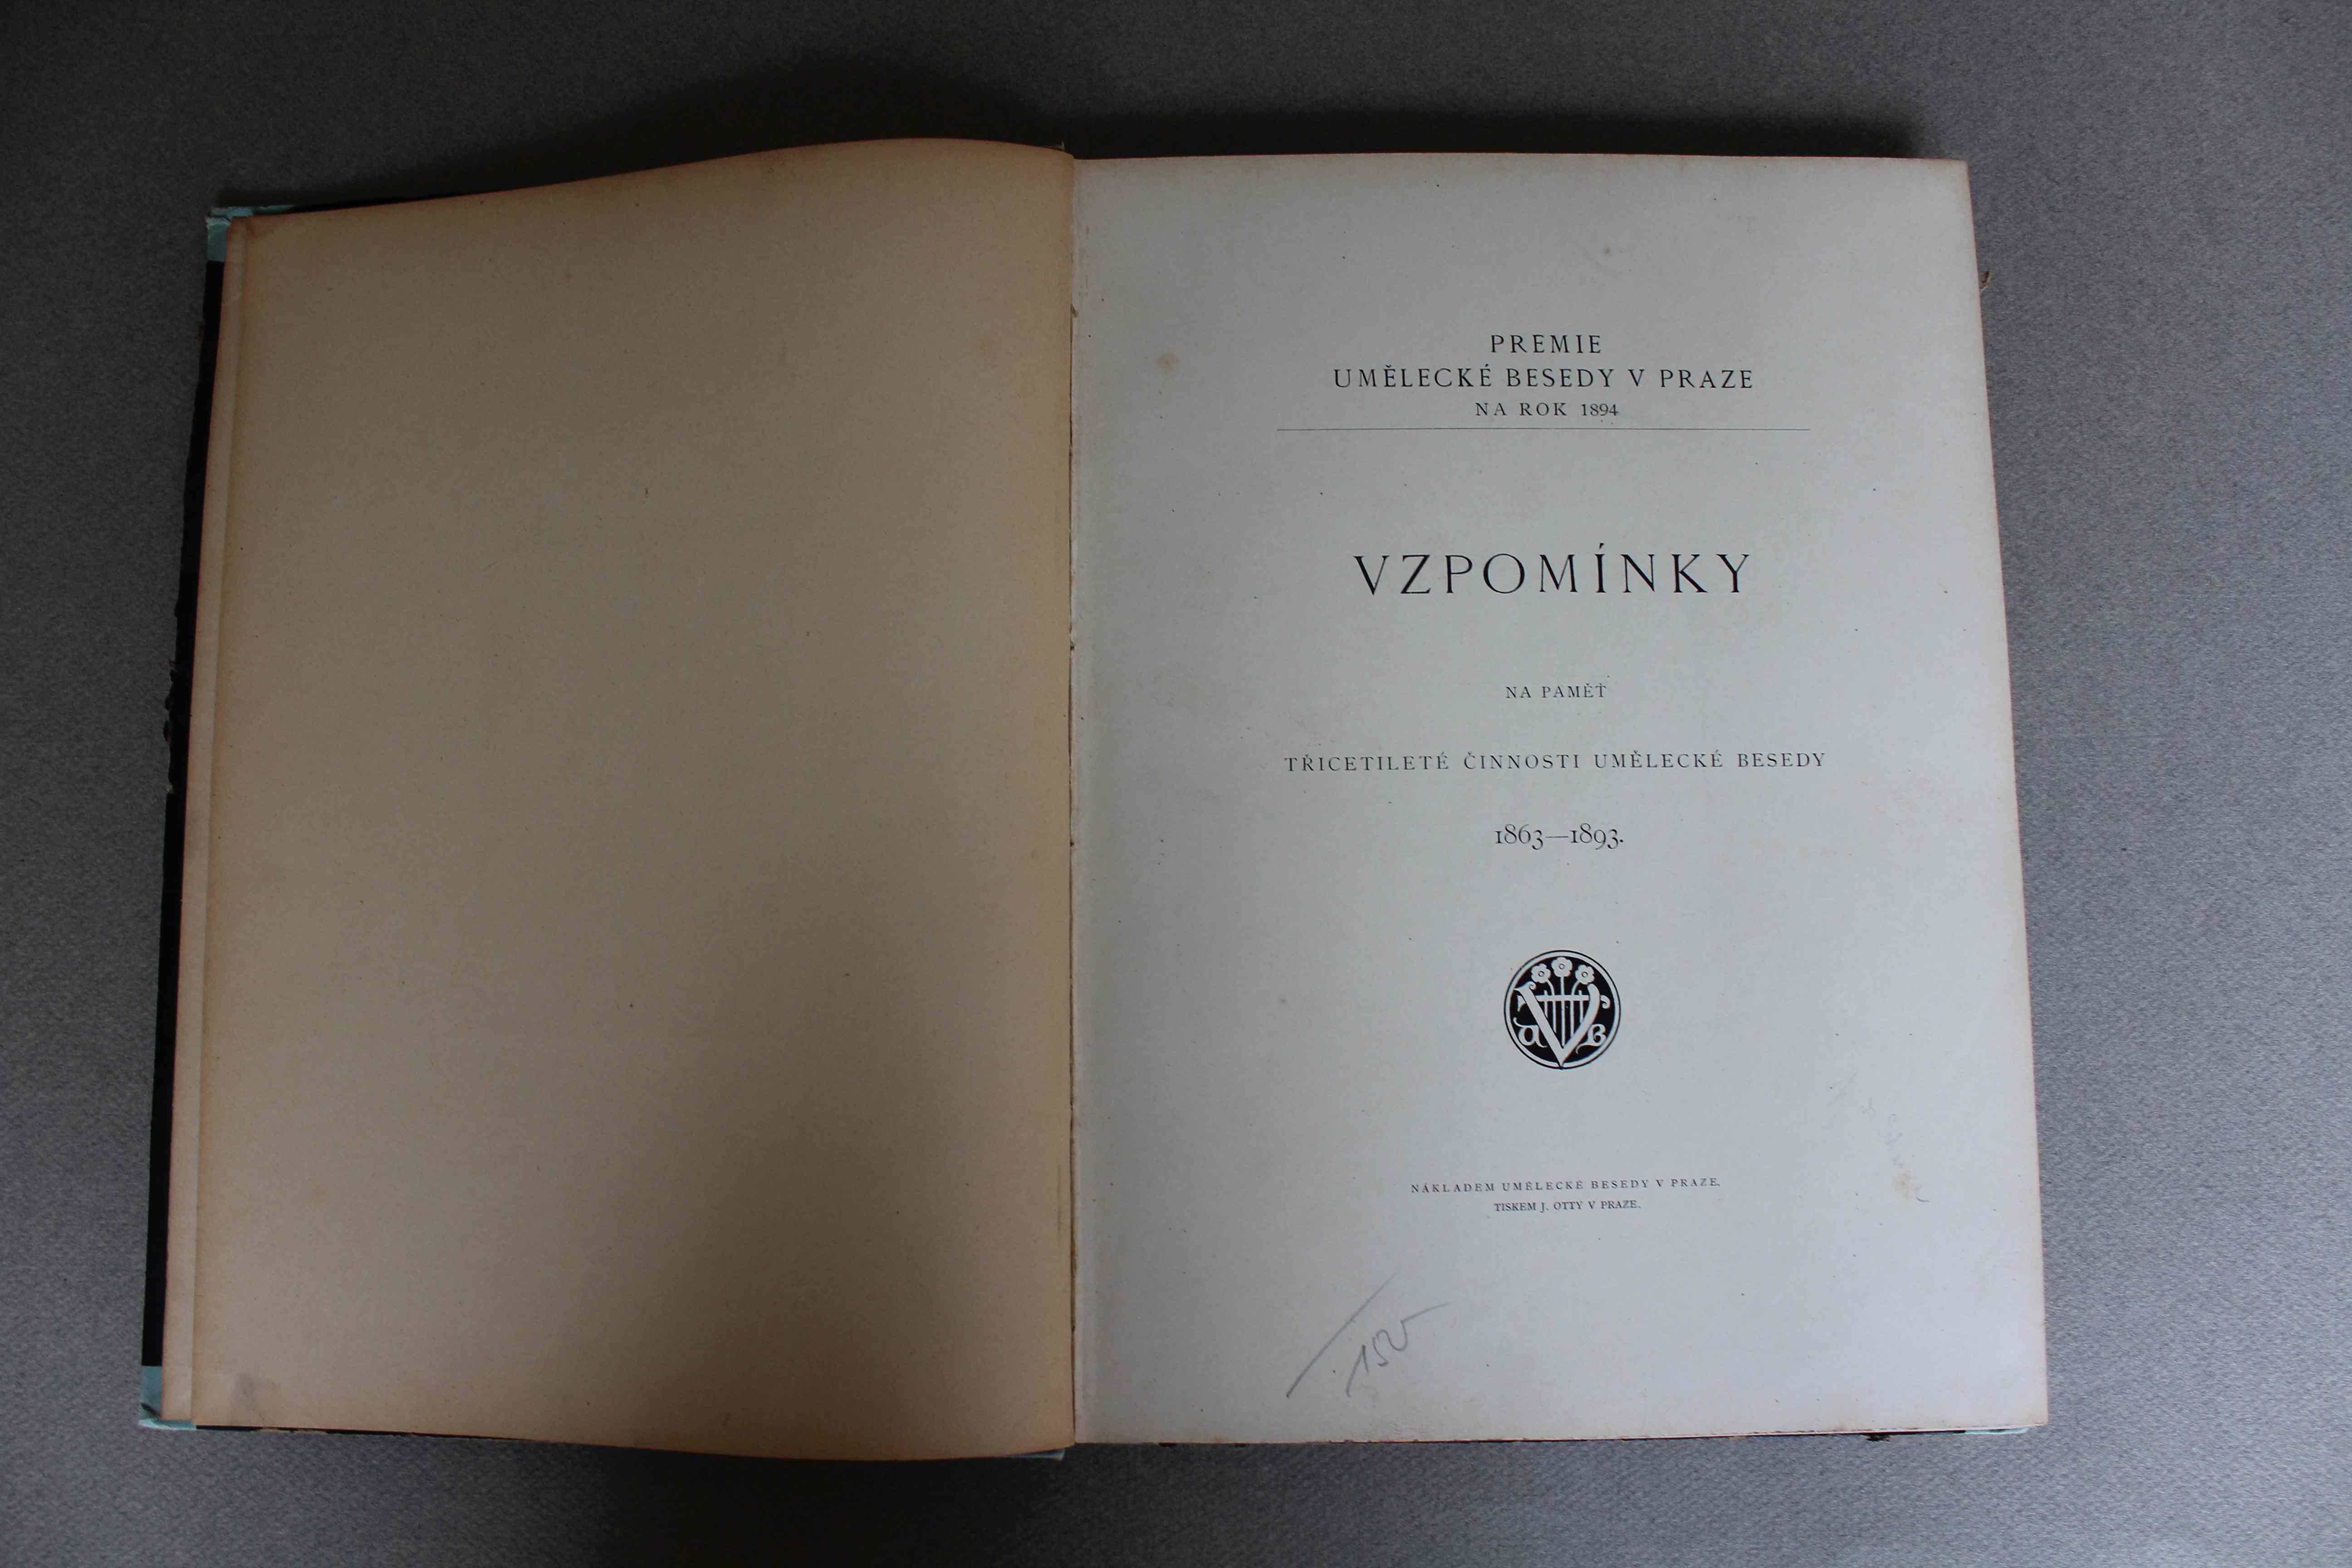 PREMIE
UMĚLECKÉ BESEDY V PRAZE
NA ROK 1894
VZPOMÍNKY
NA PAMĚŤ
TŘICETILETÉ ČINNOSTI UMĚLECKÉ BESEDY
1863—1893.
NÁKLADEM UMĚLECKÉ BESEDY V PRAZE.
TISKEM J. OTTY V PRAZE.